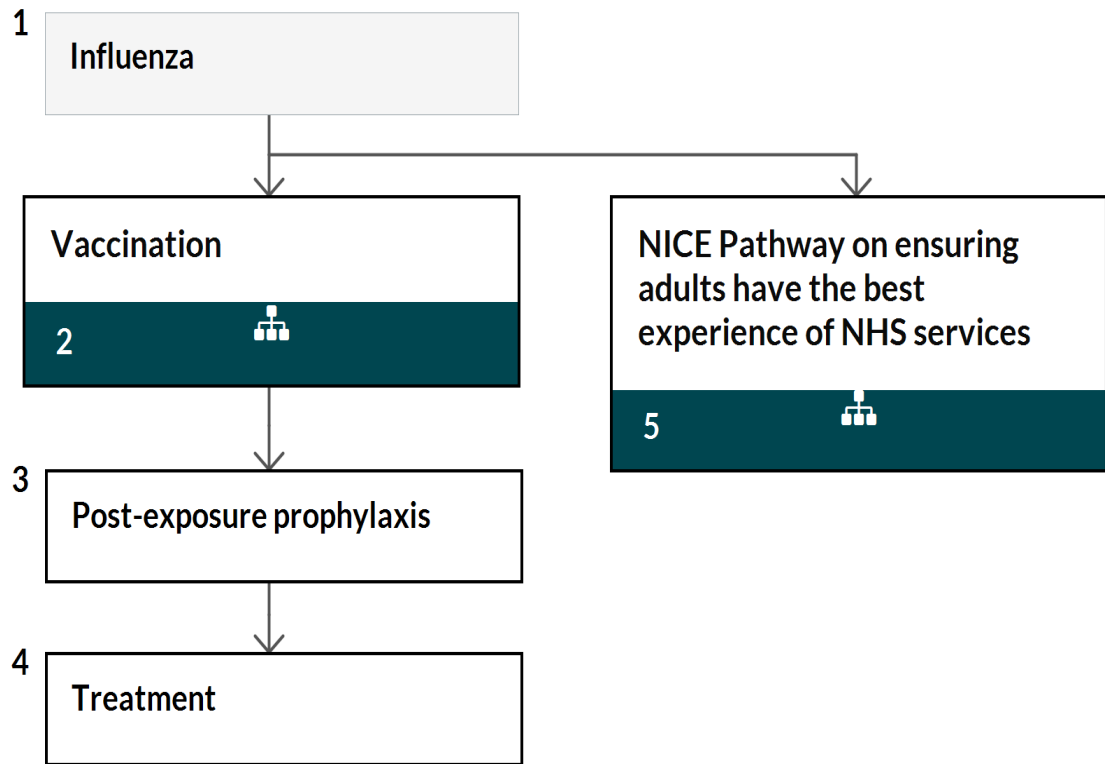 1
Influenza
Vaccination
2
NICE Pathway on ensuring
adults have the best
experience of NHS services
5
3
Post-exposure prophylaxis
4
Treatment